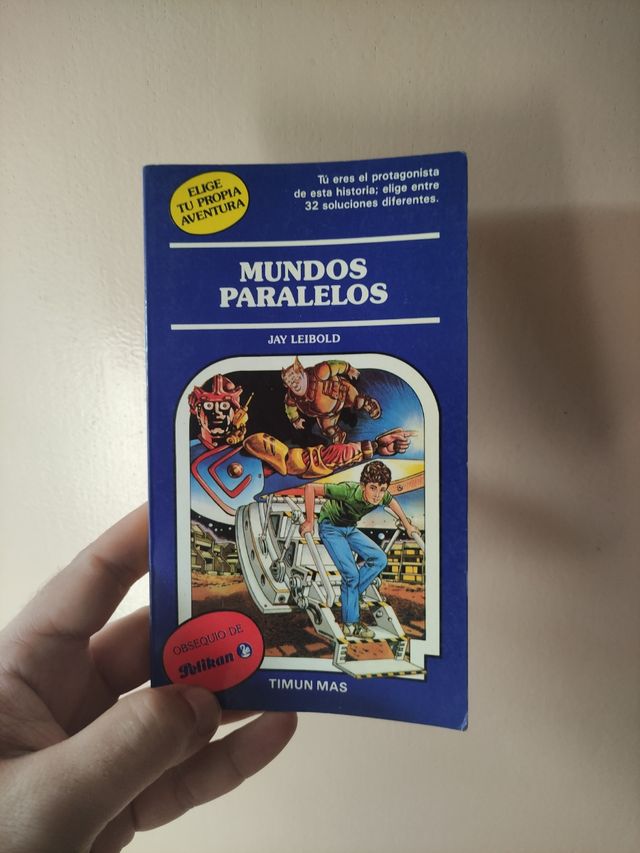 ELIGE
TU PROPIA
AVENTURA
Tú eres el protagonista
de esta historia; elige entre
32 soluciones diferentes.
MUNDOS
PARALELOS
JAY LEIBOLD
OBSEQUIO DE
Pelikan
TIMUN MAS